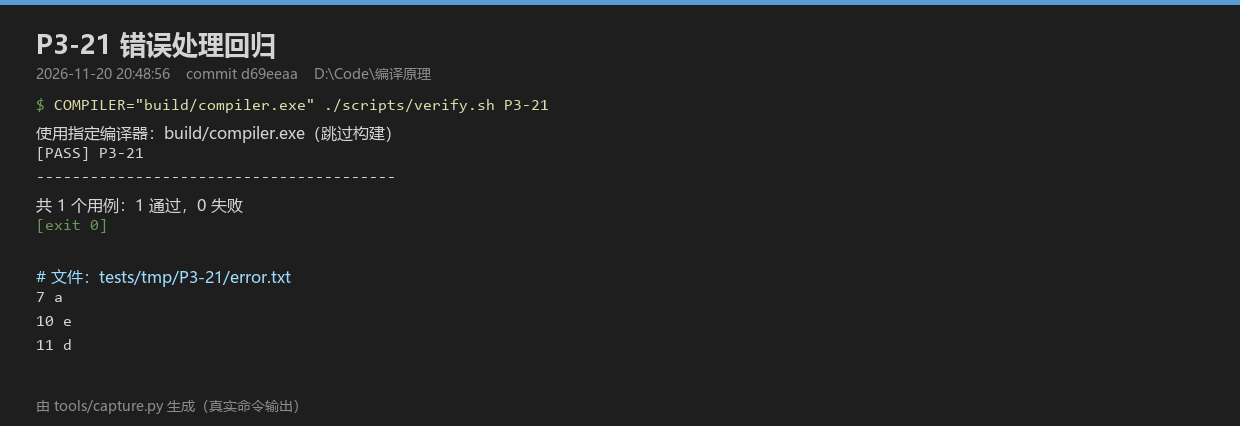 P3-21 错误处理回归
2026-11-20 20:48:56 commit d69eeaa D:\Code\编译原理
$ COMPILER="build/compiler.exe" ./scripts/verify.sh P3-21
使用指定编译器：build/compiler.exe（跳过构建）
[PASS] P3-21
----------------------------------------
共 1 个用例：1 通过，0 失败
[exit 0]
# 文件：tests/tmp/P3-21/error.txt
7 a
10 e
11 d
由 tools/capture.py 生成（真实命令输出）